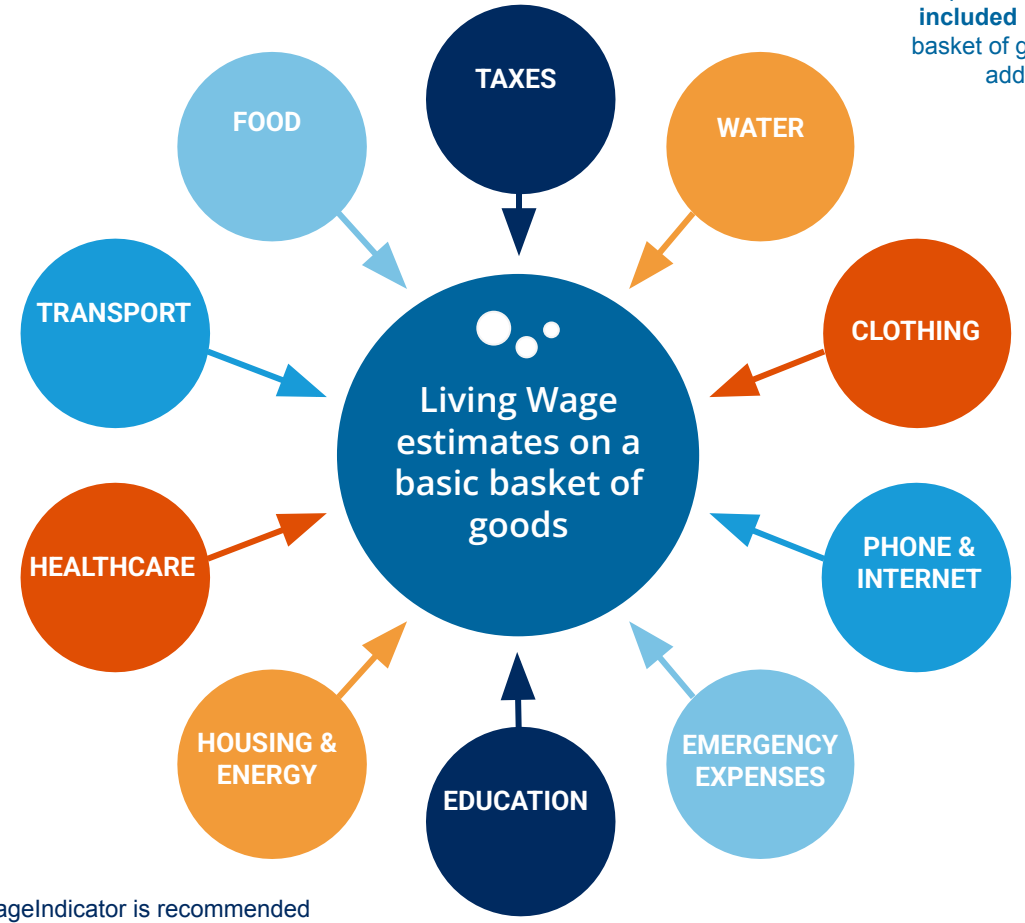 included
basket of g
add
TAXES
FOOD
WATER
TRANSPORT
CLOTHING
Living Wage
estimates on a
basic basket of
goods
HEALTHCARE
PHONE &
INTERNET
HOUSING &
ENERGY
EMERGENCY
EXPENSES
EDUCATION
ageIndicator is recommended